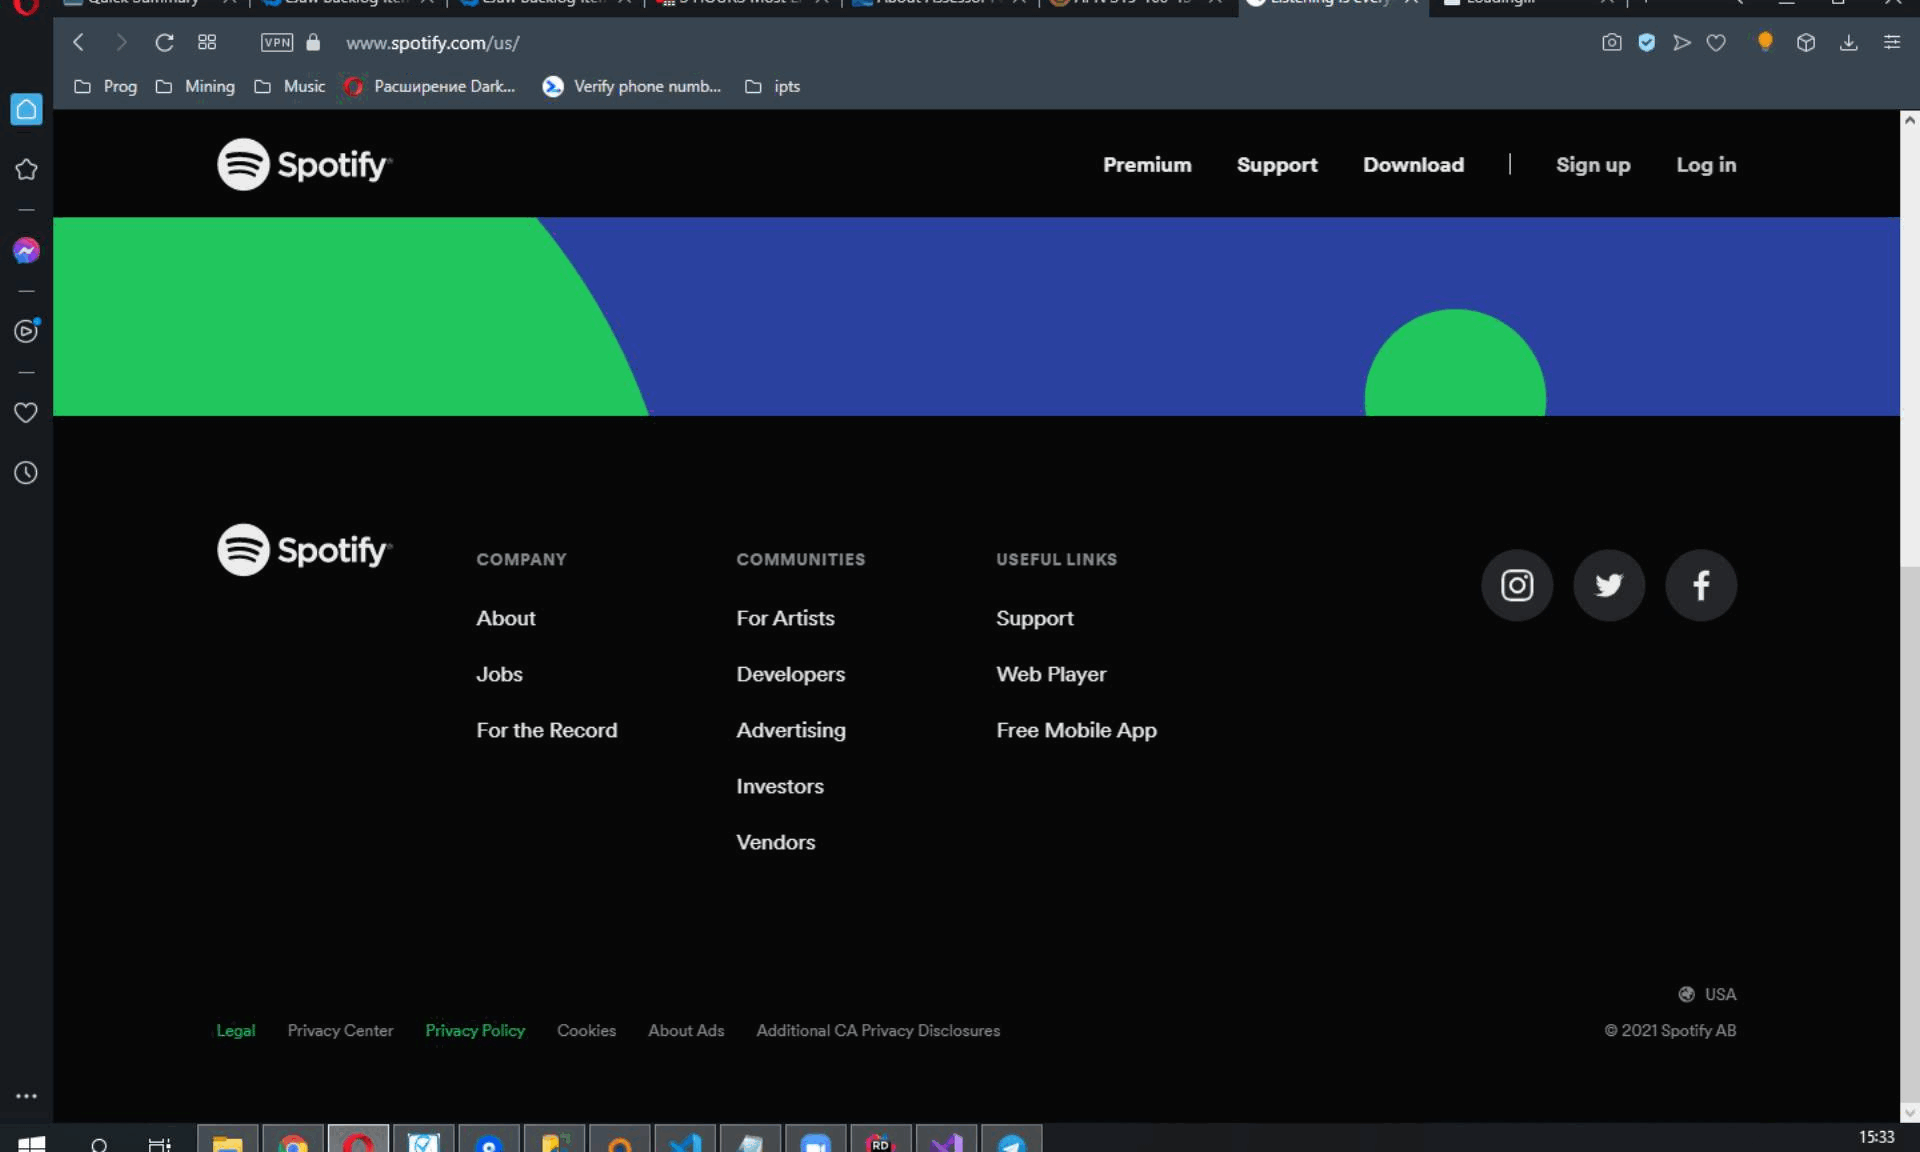 www.spotify.com/us/
VPN
Prog Mining Music Расширение Dark... Verify phone numb... ipts
Spotify Premium Support Download | Sign up Log in
Spotify
COMPANY
About
Jobs
For the Record
COMMUNITIES
For Artists
Developers
Advertising
Investors
Vendors
USEFUL LINKS
Support
Web Player
Free Mobile App
USA
Legal Privacy Center Privacy Policy Cookies About Ads Additional CA Privacy Disclosures
© 2021 Spotify AB
RD
15:33